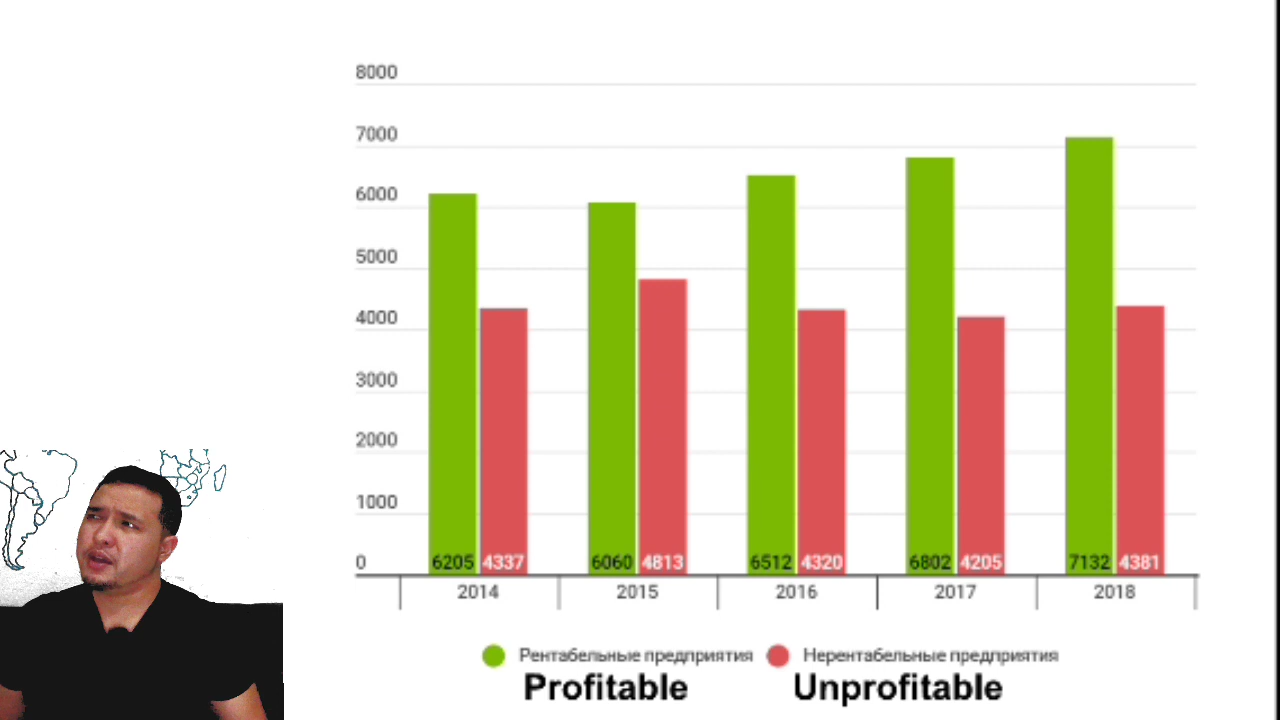 8000
7000
6000
5000
4000
3000
2000
1000
0
6205 4337 6060 4813 6512 4320 6802 4205 7132 4381
2014 2015 2016 2017 2018
Рентабельные предприятия Нерентабельные предприятия
Profitable Unprofitable